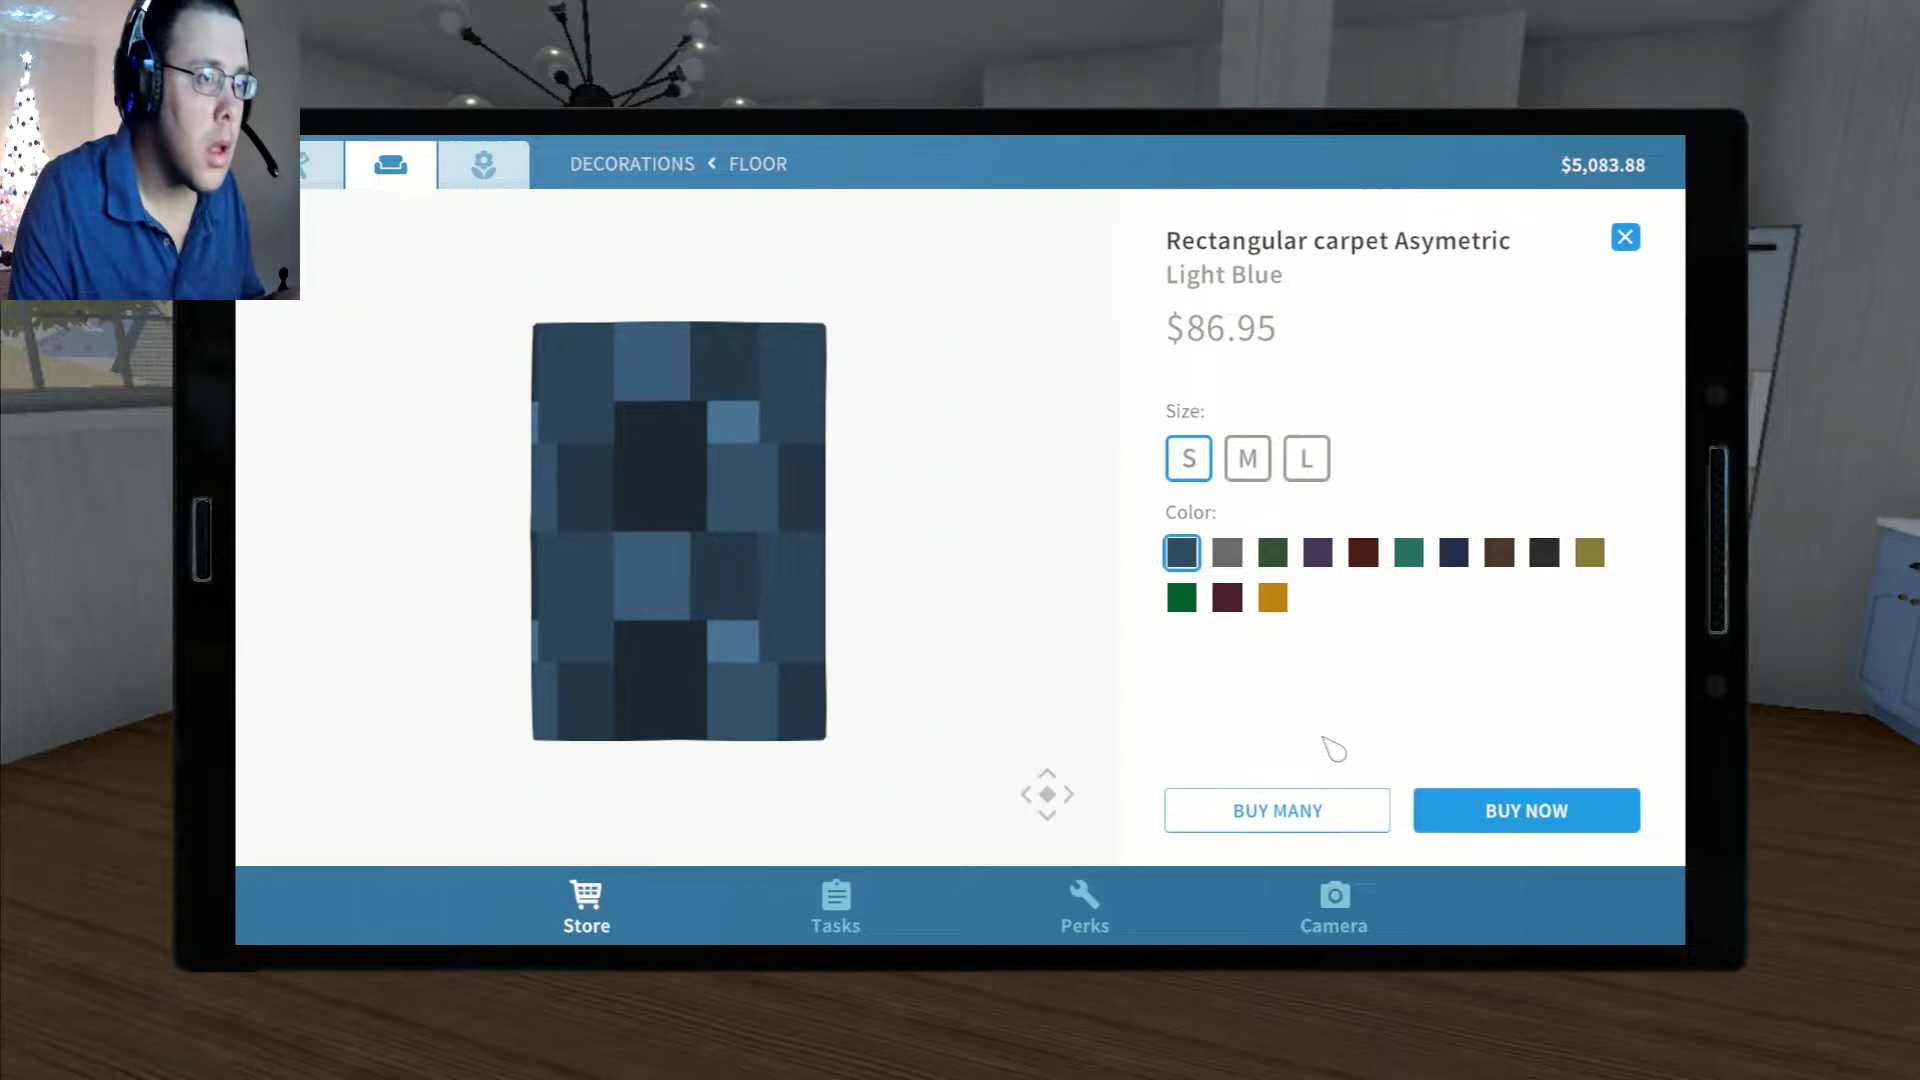 DECORATIONS < FLOOR
$5,083.88
Rectangular carpet Asymetric
Light Blue
$86.95
Size:
S M L
Color:
BUY MANY
BUY NOW
Store
Tasks
Perks
Camera